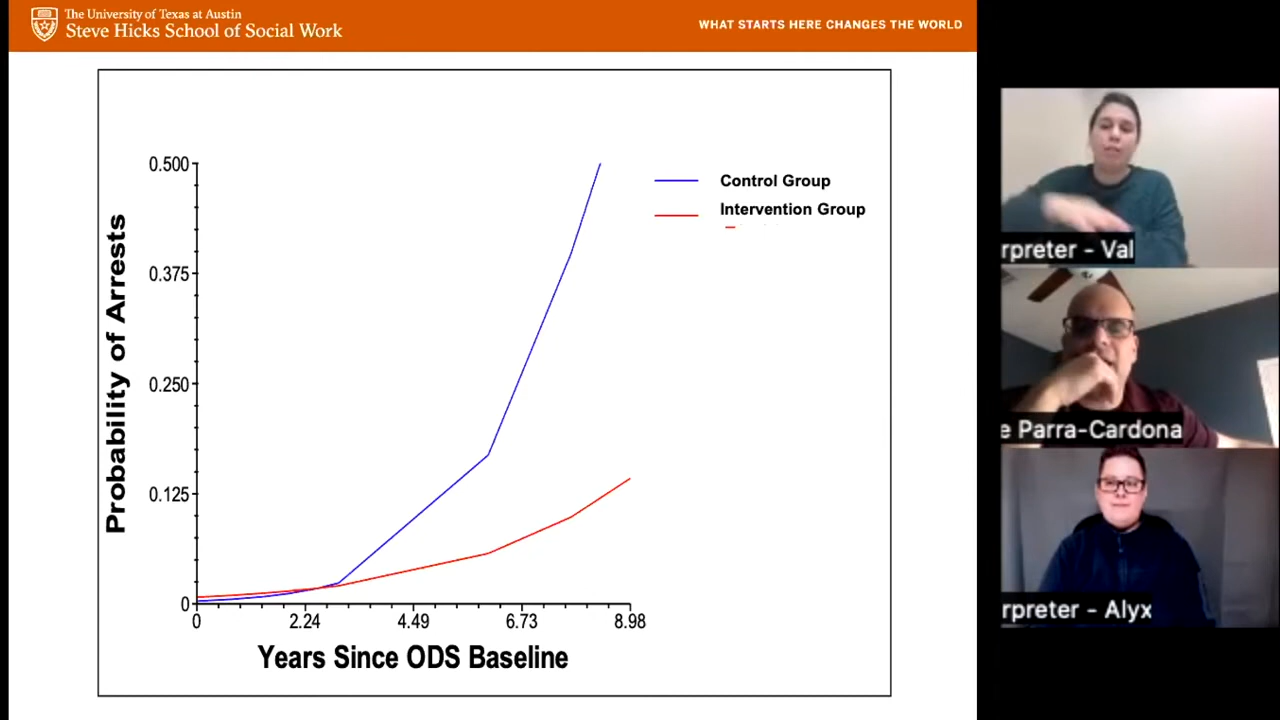 The University of Texas at Austin
Steve Hicks School of Social Work
WHAT STARTS HERE CHANGES THE WORLD
0.500
0.375
0.250
0.125
0
Probability of Arrests
0
2.24
4.49
6.73
8.98
Years Since ODS Baseline
Control Group
Intervention Group
rpreter - Val
e Parra-Cardona
rpreter - Alyx